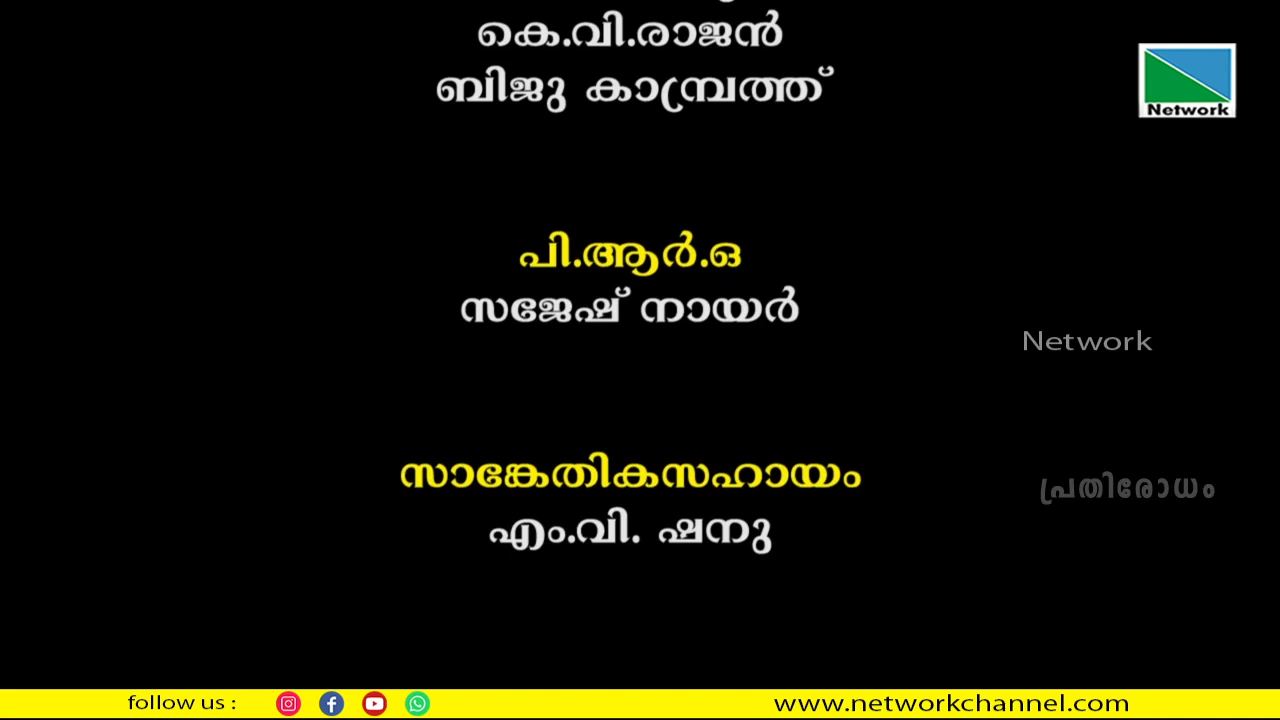 കെ.വി.രാജൻ
ബിജു കാമ്പ്രത്ത്
Network
പി.ആർ.ഒ
സജേഷ് നായർ
Network
സാങ്കേതികസഹായം
പ്രതിരോധം
എം.വി. ഷനു
follow us :
www.networkchannel.com